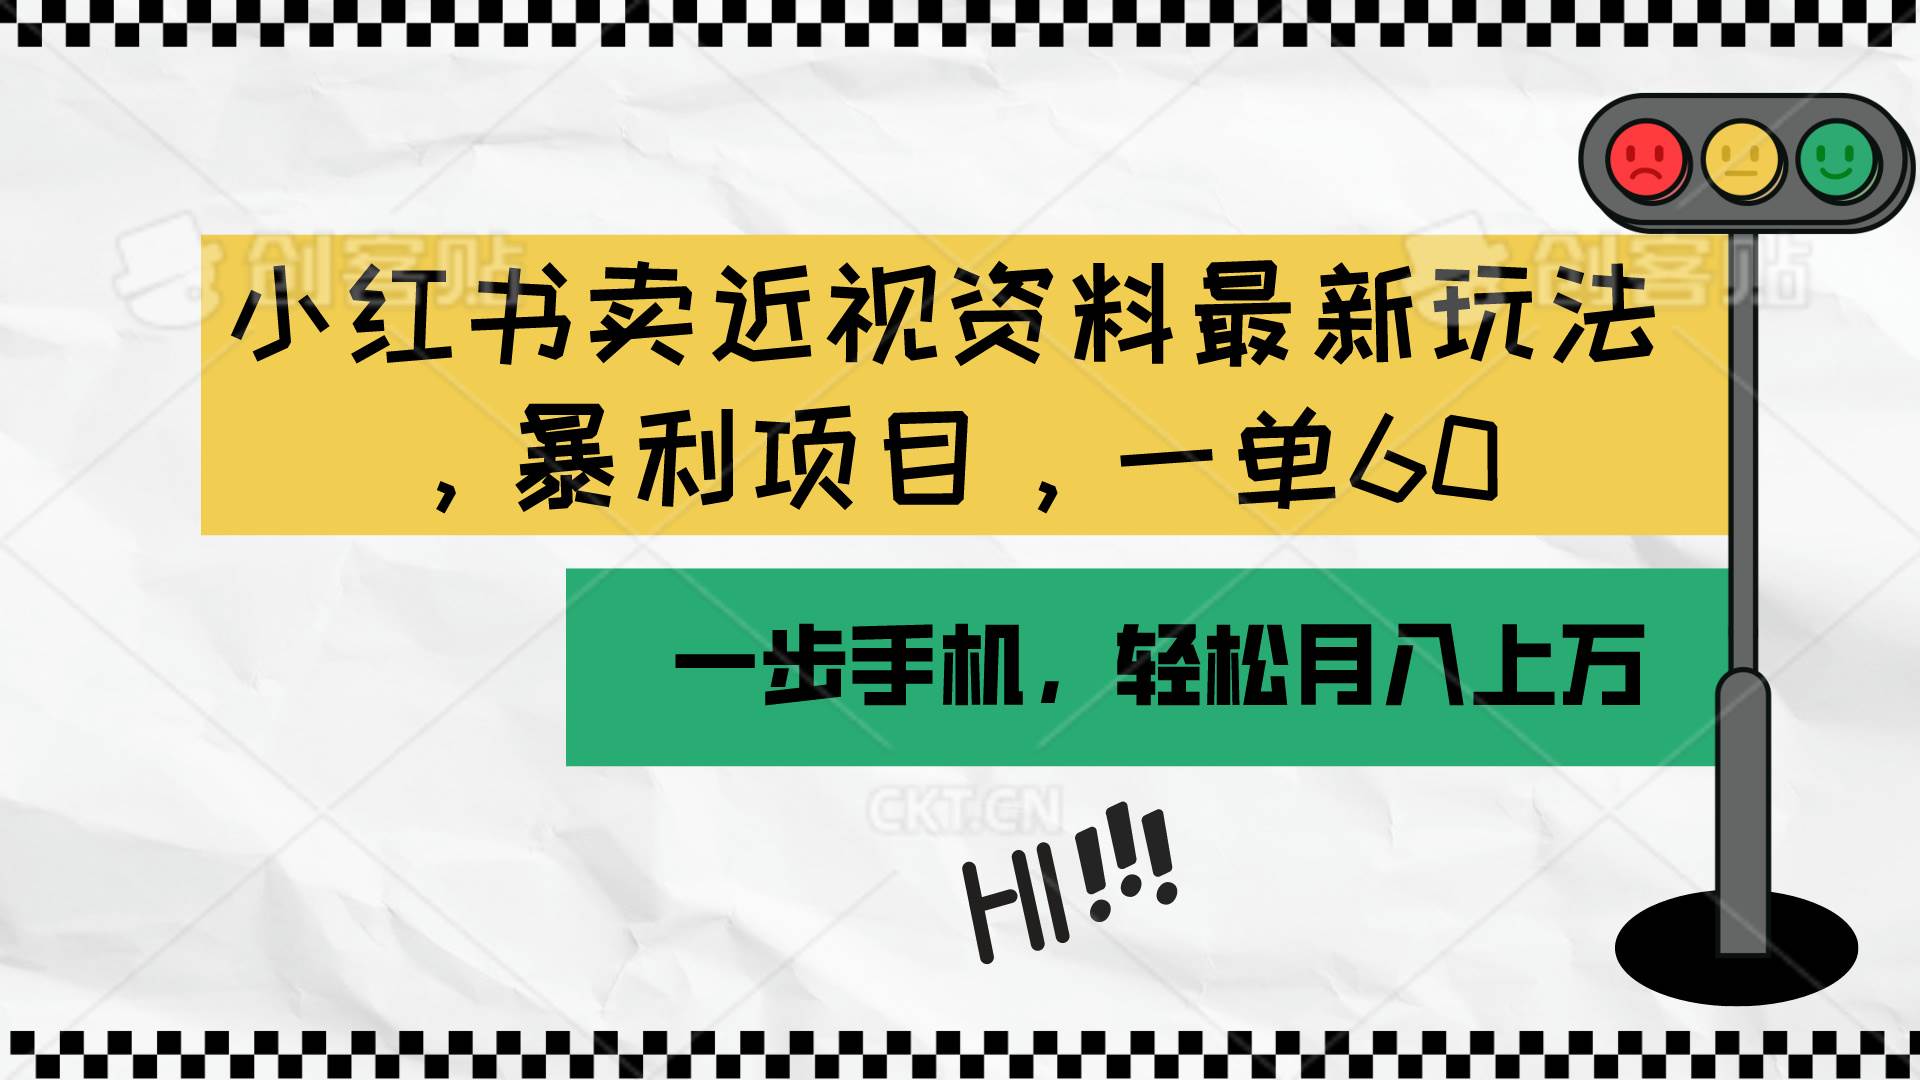 创客贴 创客贴
小红书卖近视资料最新玩法
，暴利项目，一单60
一步手机，轻松月入上万
CKT.CN
HI!!!